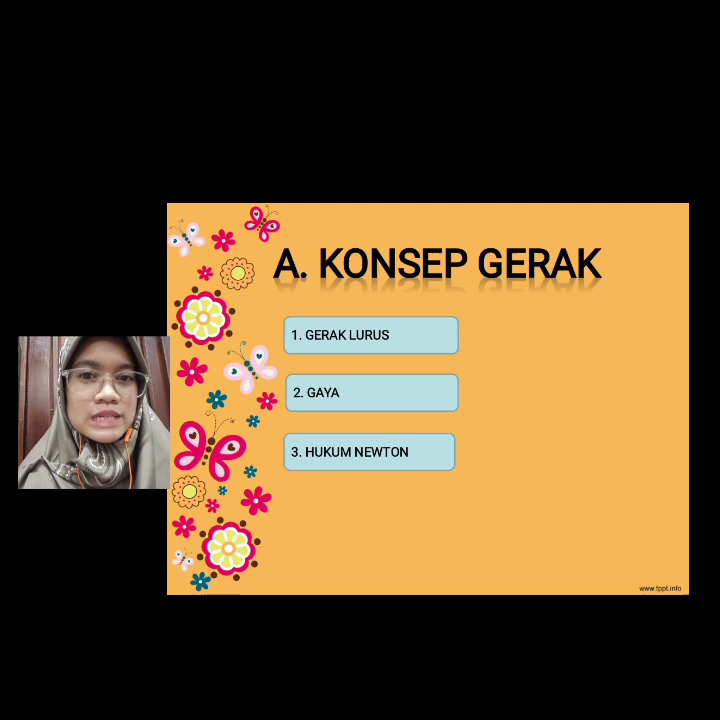 A. KONSEP GERAK
1. GERAK LURUS
2. GAYA
3. HUKUM NEWTON
www.fppt.info